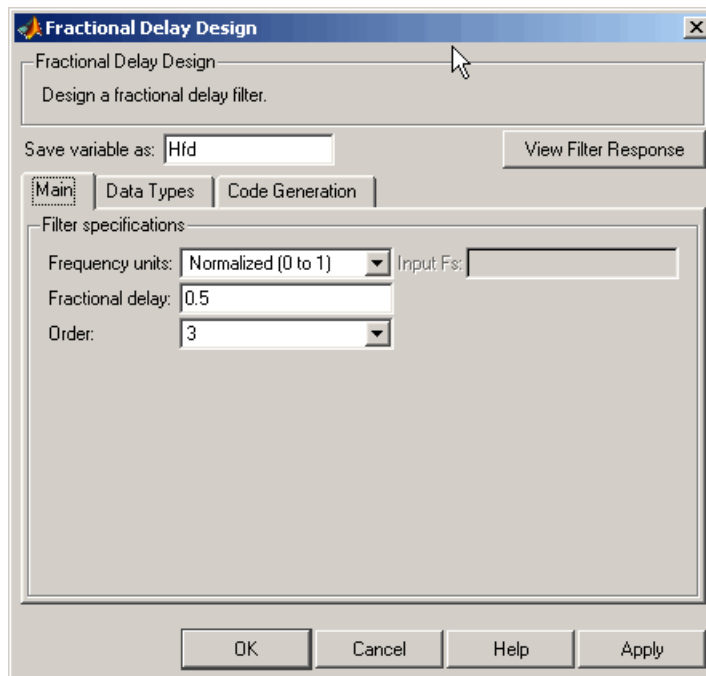 Fractional Delay Design
Fractional Delay Design
Design a fractional delay filter.
Save variable as: Hfd View Filter Response
Main Data Types Code Generation
Filter specifications
Frequency units: Normalized (0 to 1) Input Fs:
Fractional delay: 0.5
Order: 3
OK Cancel Help Apply